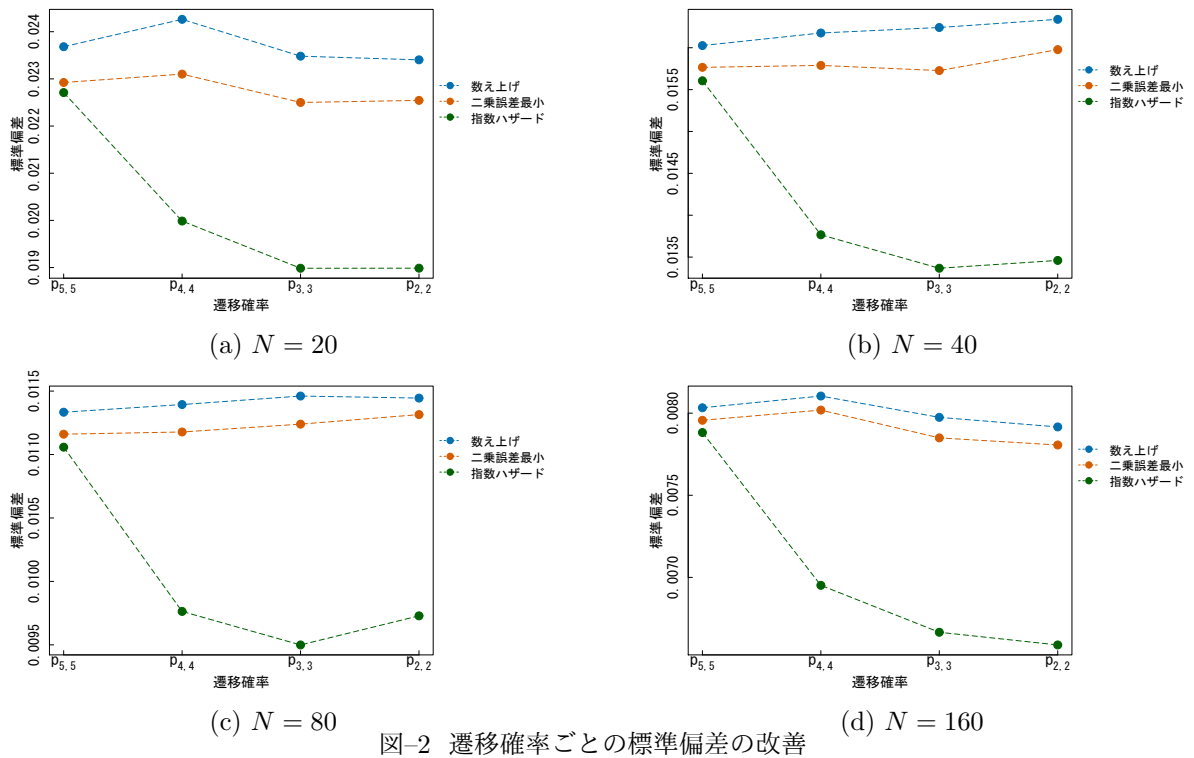 0.024
0.023
0.022
0.021
0.020
0.019
標準偏差
p5,5
p4,4
p3,3
p2,2
遷移確率
数え上げ
二乗誤差最小
指数ハザード
(a) N = 20
0.0155
0.0145
0.0135
標準偏差
p5,5
p4,4
p3,3
p2,2
遷移確率
数え上げ
二乗誤差最小
指数ハザード
(b) N = 40
0.0115
0.0110
0.0105
0.0100
0.0095
標準偏差
p5,5
p4,4
p3,3
p2,2
遷移確率
数え上げ
二乗誤差最小
指数ハザード
(c) N = 80
0.0080
0.0075
0.0070
標準偏差
p5,5
p4,4
p3,3
p2,2
遷移確率
数え上げ
二乗誤差最小
指数ハザード
(d) N = 160
図–2 遷移確率ごとの標準偏差の改善